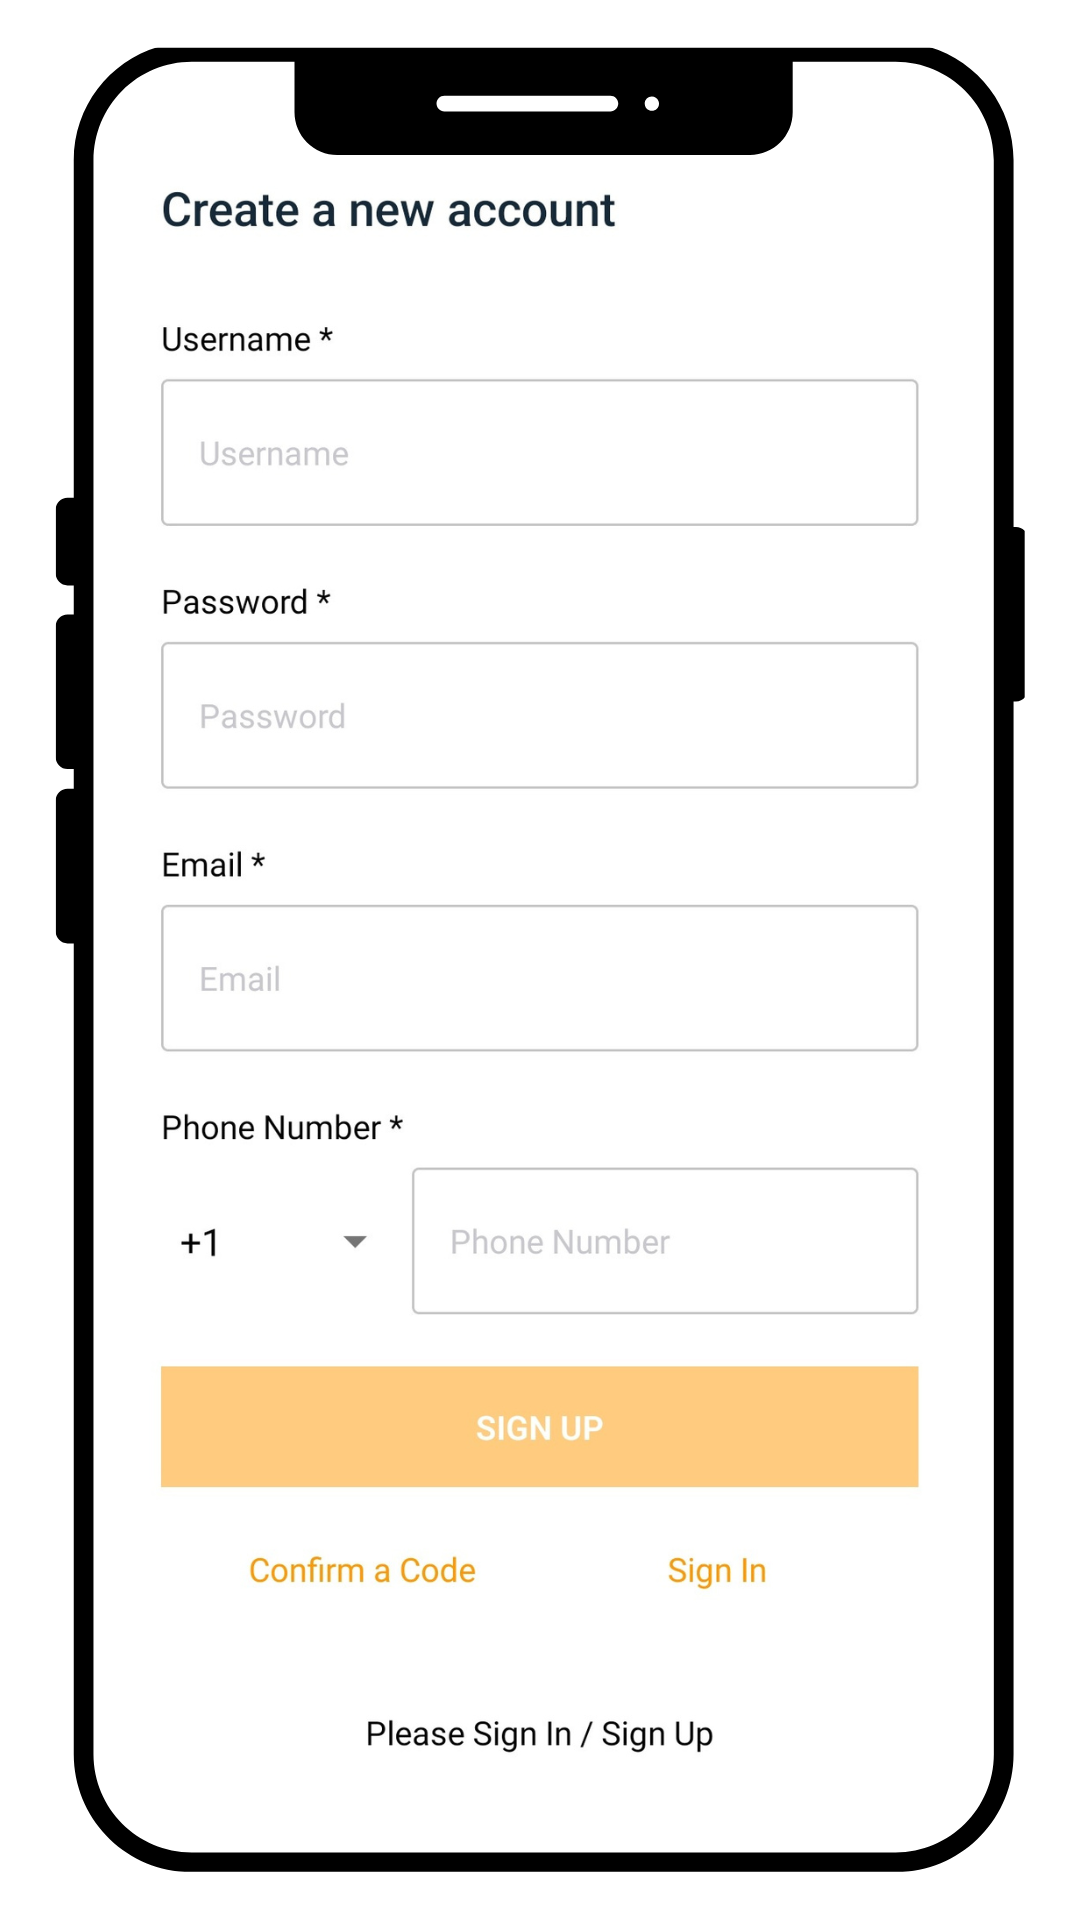 Create a new account
Username *
Username
Password *
Password
Email *
Email
Phone Number *
+1
Phone Number
SIGN UP
Confirm a Code
Sign In
Please Sign In / Sign Up